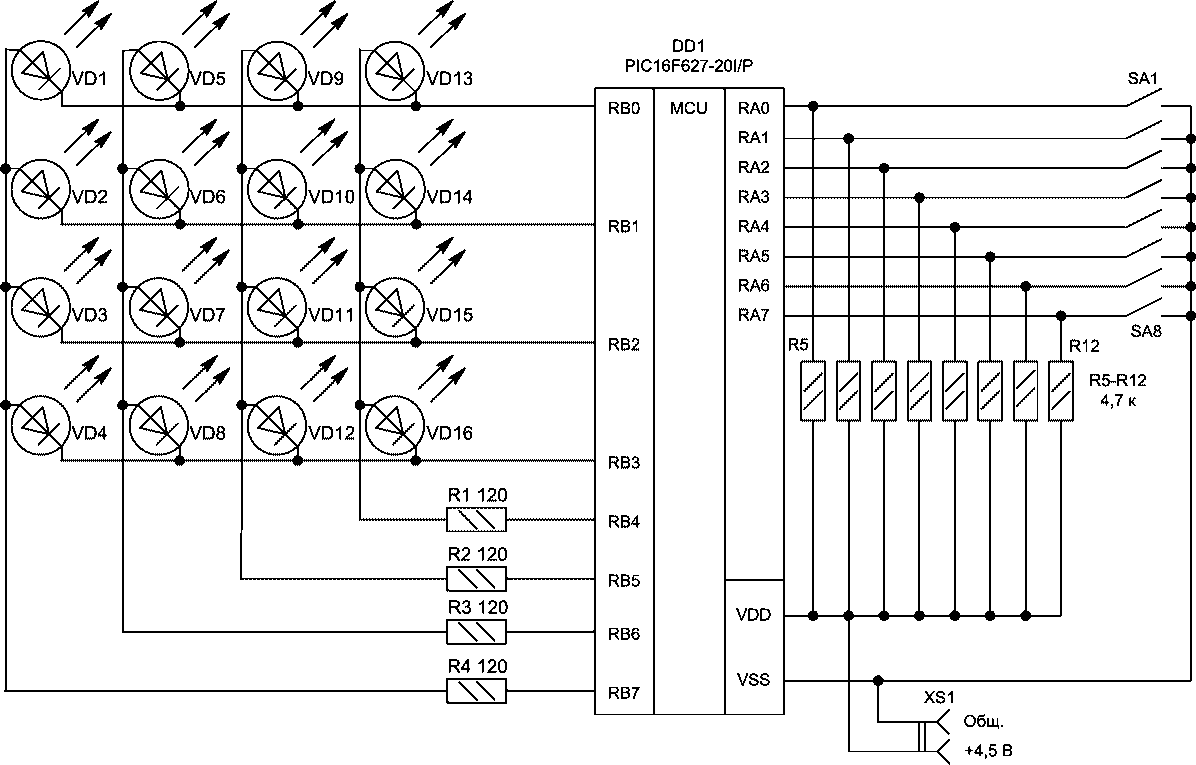 DD1
PIC16F627-20I/P
VD1 VD5 VD9 VD13
SA1
RB0 MCU RA0
RA1
VD2 VD6 VD10 VD14
RA2
RA3
RB1 RA4
RA5
RA6
VD3 VD7 VD11 VD15
RA7
SA8
RB2
R5 R12
R5-R12
4,7 к
VD4 VD8 VD12 VD16
RB3
R1 120
RB4
R2 120
RB5
R3 120
VDD
RB6
R4 120
VSS
RB7
XS1
Общ.
+4,5 В